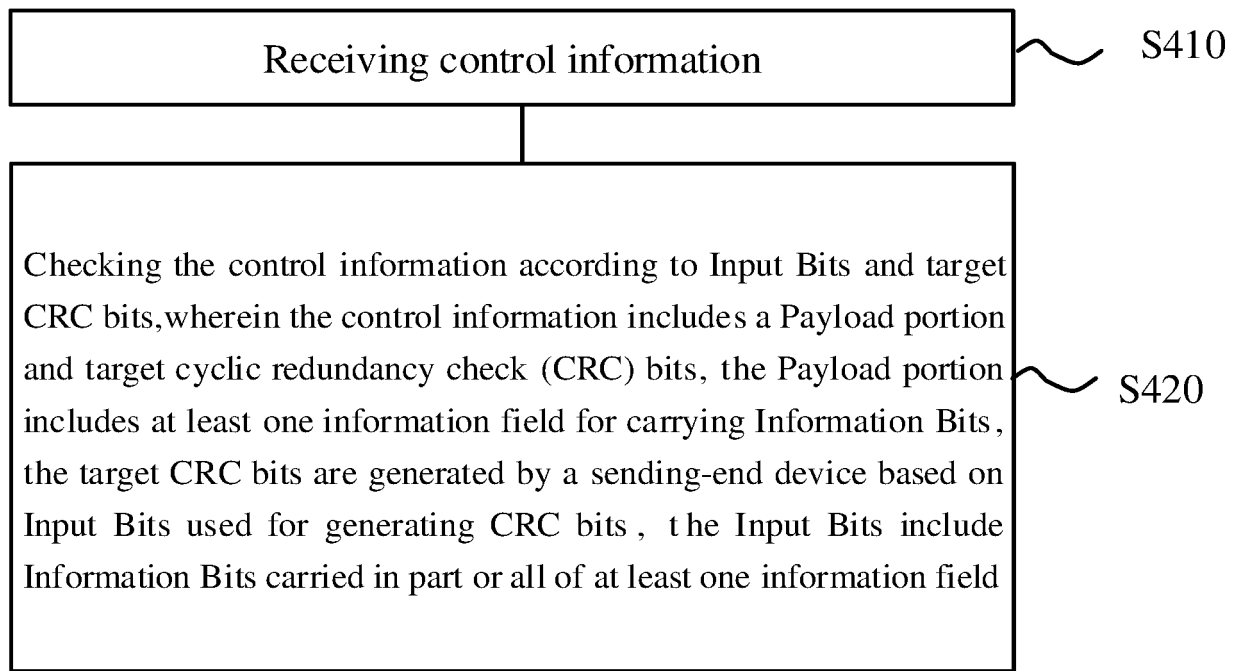 Receiving control information
S410
Checking the control information according to Input Bits and target
CRC bits,wherein the control information includes a Payload portion
and target cyclic redundancy check (CRC) bits, the Payload portion
includes at least one information field for carrying Information Bits,
the target CRC bits are generated by a sending-end device based on
Input Bits used for generating CRC bits , the Input Bits include
Information Bits carried in part or all of at least one information field
S420